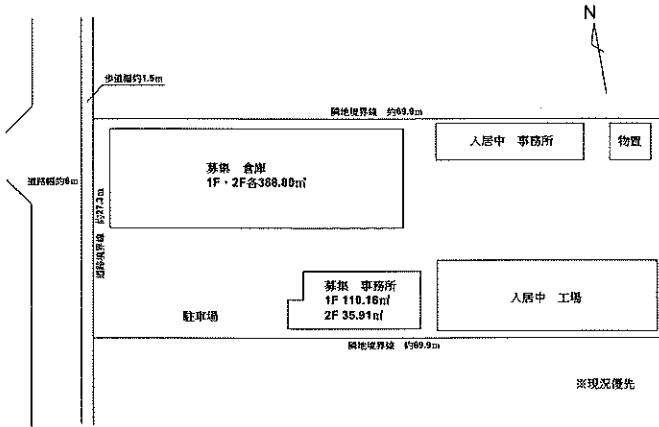 N
歩道幅約1.5m
隣地境界線 約69.9m
入居中 事務所
物置
募集 倉庫
1F・2F各388.80㎡
道路幅約6m
道路境界線 約27.3m
募集 事務所
1F 110.16㎡
2F 35.91㎡
入居中 工場
駐車場
隣地境界線 約69.9m
※現況優先